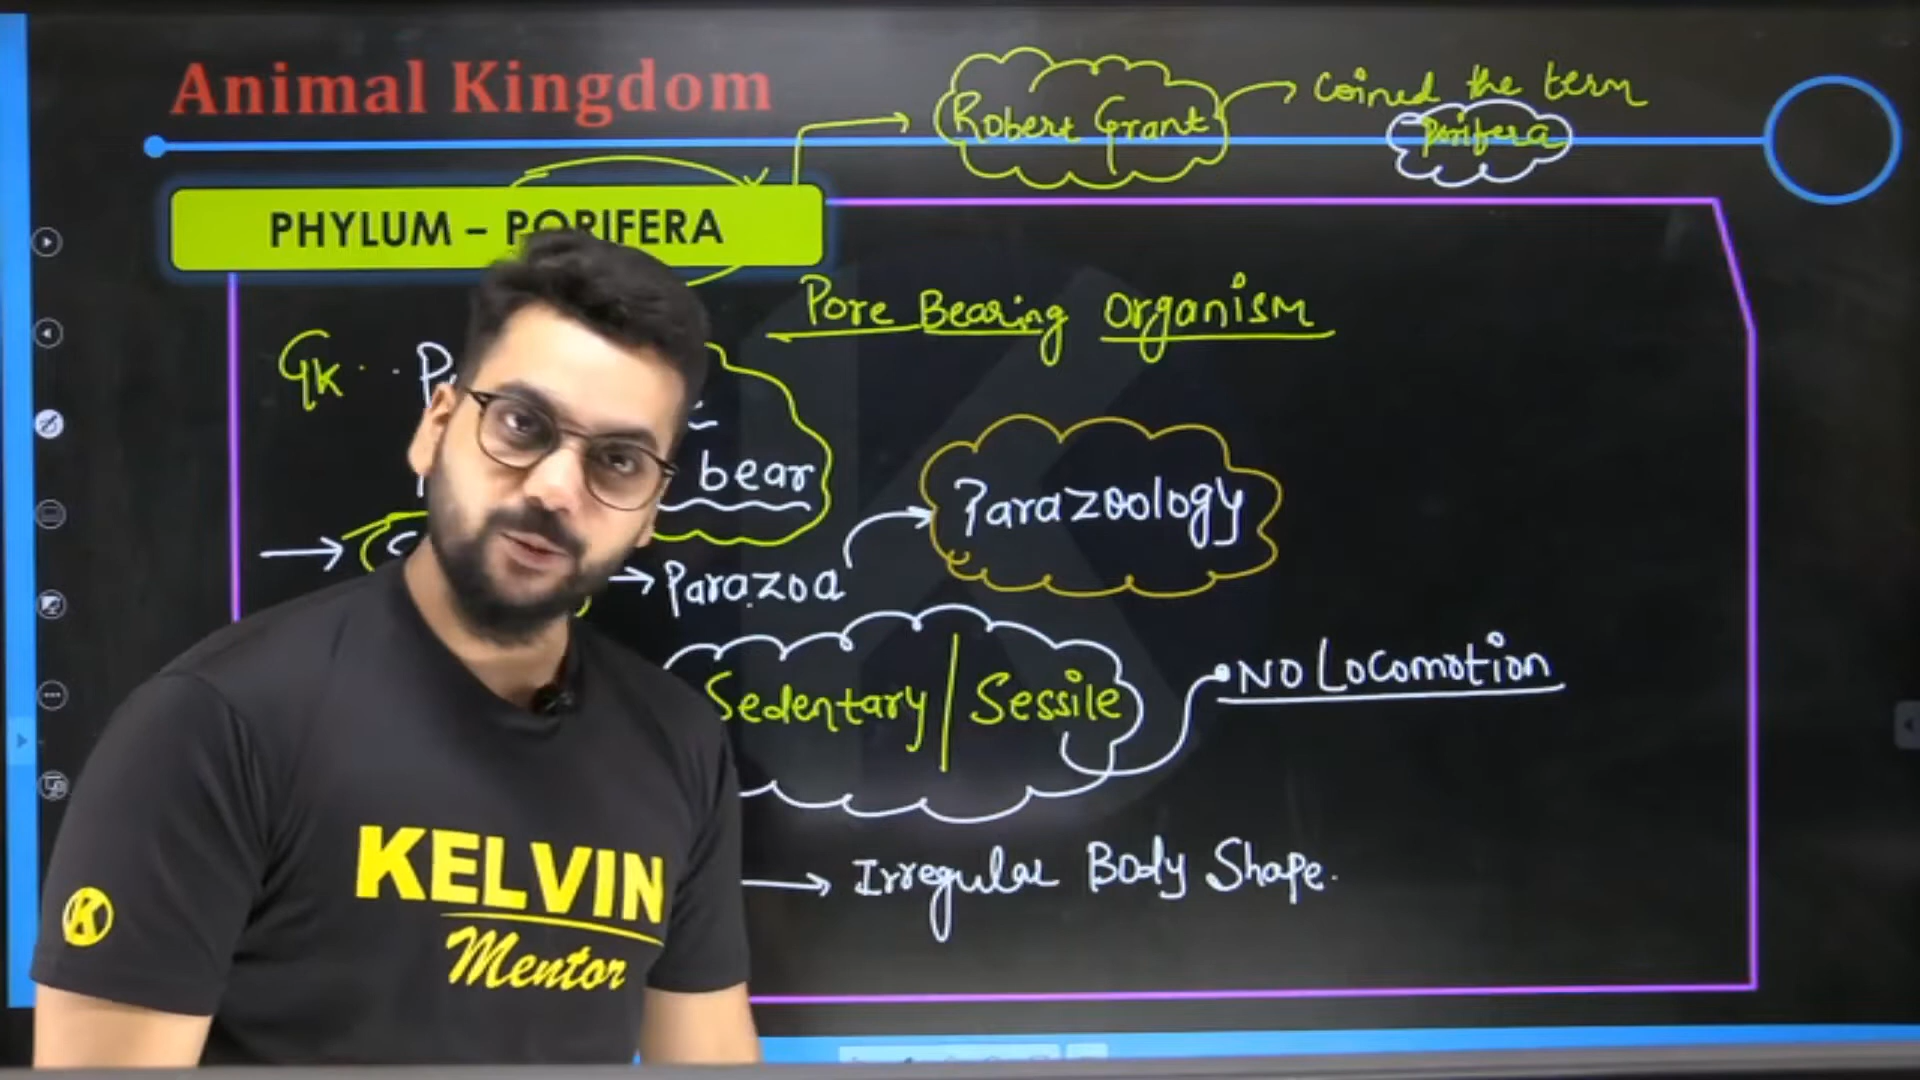 Animal Kingdom
Robert Grant
Coined the term
Porifera
PHYLUM – PORIFERA
Pore Bearing Organism
Gk
bear
Parazoology
Parazoa
Sedentary | Sessile
NO Locomotion
Irregular Body Shape.
KELVIN
Mentor
K